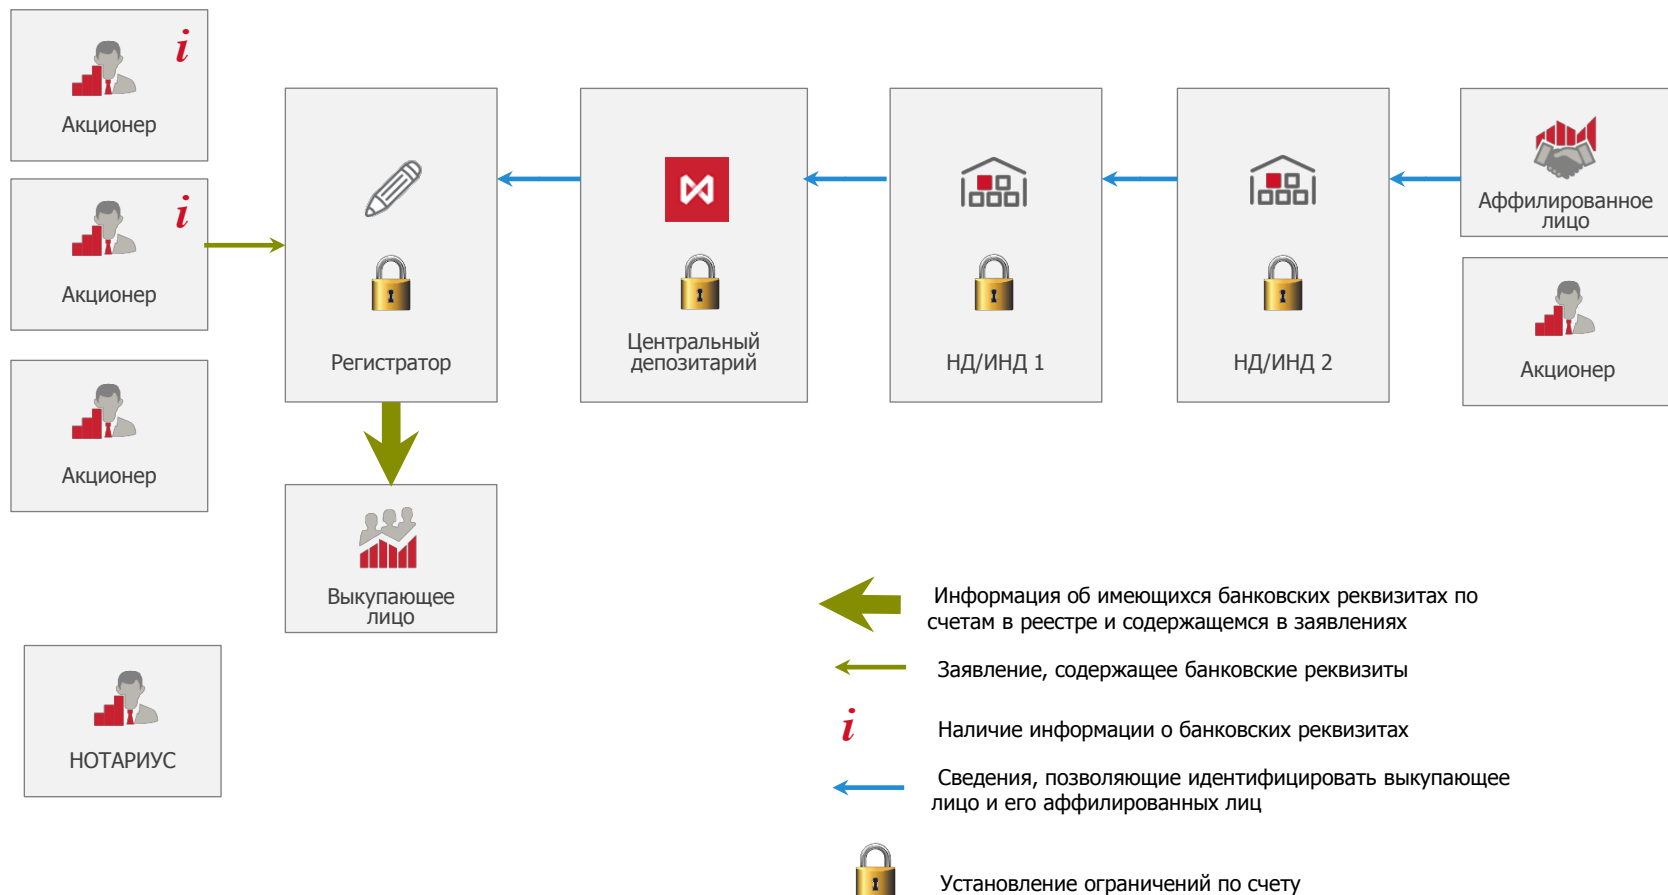 i
Акционер
i
Акционер
Акционер
НОТАРИУС
Регистратор
Центральный
депозитарий
НД/ИНД 1
НД/ИНД 2
Аффилированное
лицо
Акционер
Выкупающее
лицо
Информация об имеющихся банковских реквизитах по
счетам в реестре и содержащемся в заявлениях
Заявление, содержащее банковские реквизиты
i
Наличие информации о банковских реквизитах
Сведения, позволяющие идентифицировать выкупающее
лицо и его аффилированных лиц
Установление ограничений по счету